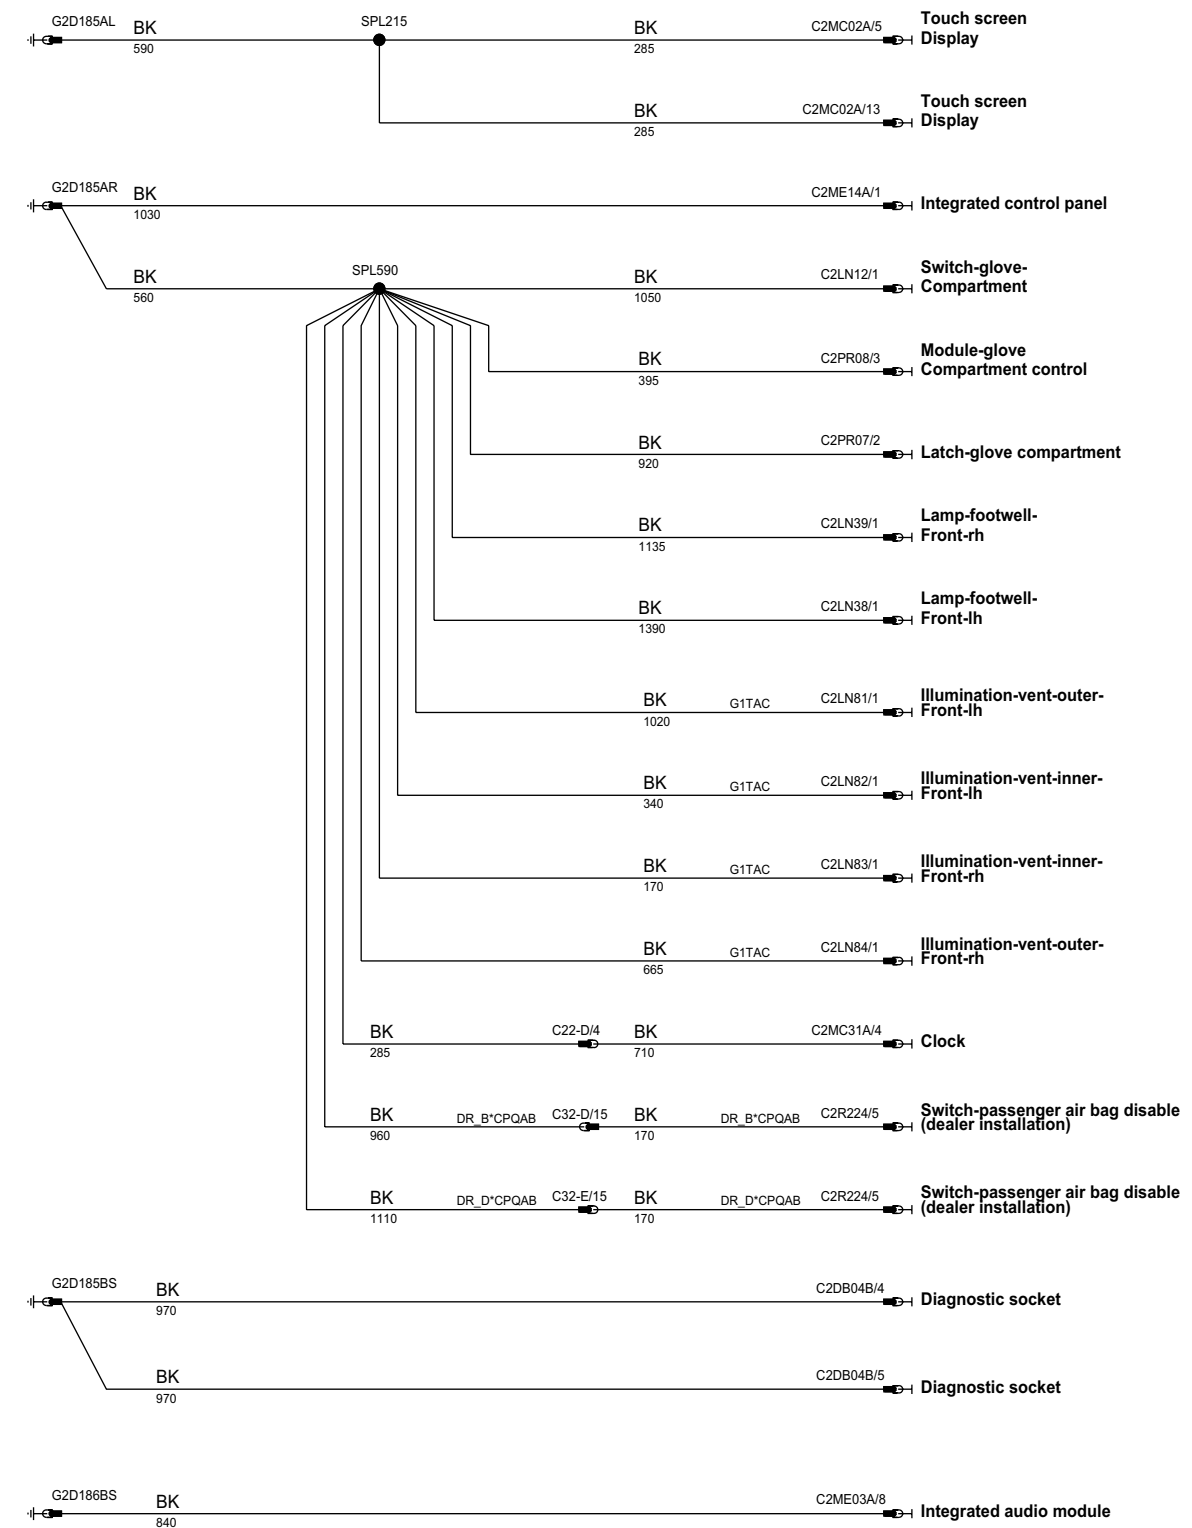 G2D185AL
BK
590
SPL215
BK
285
C2MC02A/5
Touch screen
Display
BK
285
C2MC02A/13
Touch screen
Display
G2D185AR
BK
1030
C2ME14A/1
Integrated control panel
BK
560
SPL590
BK
1050
C2LN12/1
Switch-glove-
Compartment
BK
395
C2PR08/3
Module-glove
Compartment control
BK
920
C2PR07/2
Latch-glove compartment
BK
1135
C2LN39/1
Lamp-footwell-
Front-rh
BK
1390
C2LN38/1
Lamp-footwell-
Front-lh
BK
1020
G1TAC
C2LN81/1
Illumination-vent-outer-
Front-lh
BK
340
G1TAC
C2LN82/1
Illumination-vent-inner-
Front-lh
BK
170
G1TAC
C2LN83/1
Illumination-vent-inner-
Front-rh
BK
665
G1TAC
C2LN84/1
Illumination-vent-outer-
Front-rh
BK
285
C22-D/4
BK
710
C2MC31A/4
Clock
BK
960
DR_B*CPQAB
C32-D/15
BK
170
DR_B*CPQAB
C2R224/5
Switch-passenger air bag disable
(dealer installation)
BK
1110
DR_D*CPQAB
C32-E/15
BK
170
DR_D*CPQAB
C2R224/5
Switch-passenger air bag disable
(dealer installation)
G2D185BS
BK
970
C2DB04B/4
Diagnostic socket
BK
970
C2DB04B/5
Diagnostic socket
G2D186BS
BK
840
C2ME03A/8
Integrated audio module